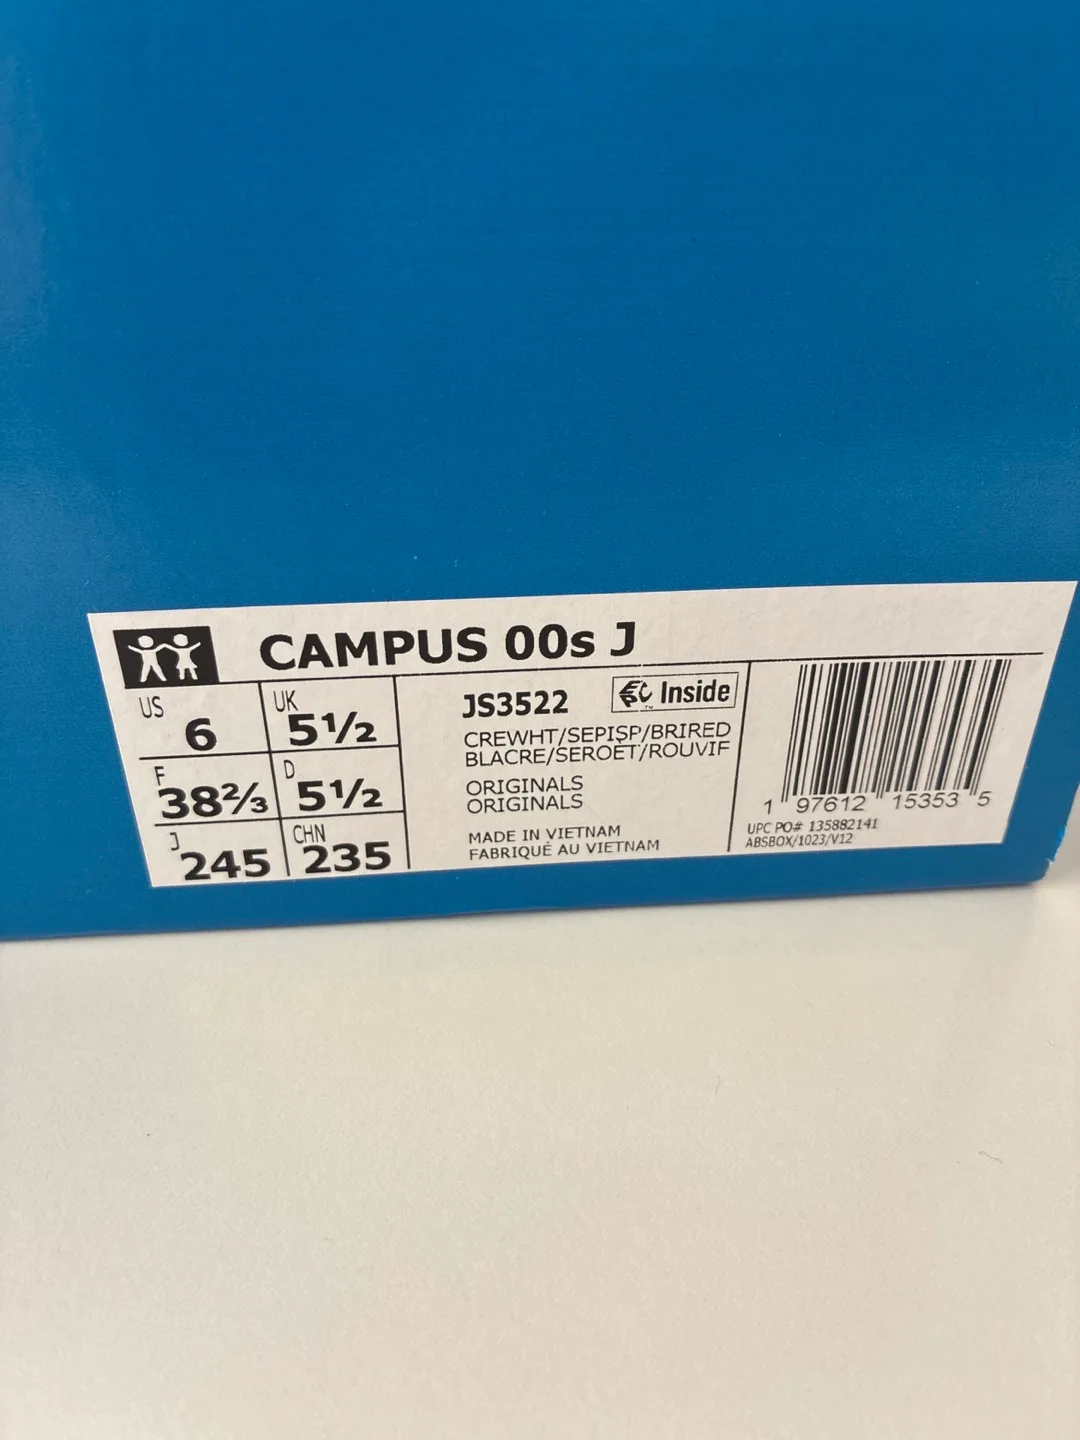 CAMPUS 00s J
US 6
UK 5½
F 38⅔
D 5½
J 245
CHN 235
JS3522
Inside
™
CREWHT/SEPISP/BRIRED
BLACRE/SEROÉT/ROUVIF
ORIGINALS
ORIGINALS
MADE IN VIETNAM
FABRIQUÉ AU VIETNAM
1 97612 15353 5
UPC PO# 135882141
ABSBOX/1023/V12